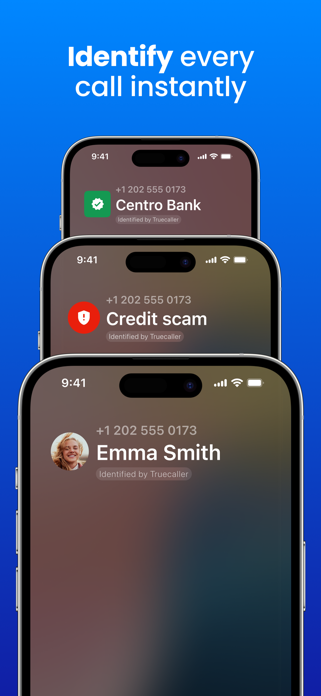 Identify every
call instantly
9:41
+1 202 555 0173
Centro Bank
Identified by Truecaller
9:41
+1 202 555 0173
Credit scam
Identified by Truecaller
9:41
+1 202 555 0173
Emma Smith
Identified by Truecaller